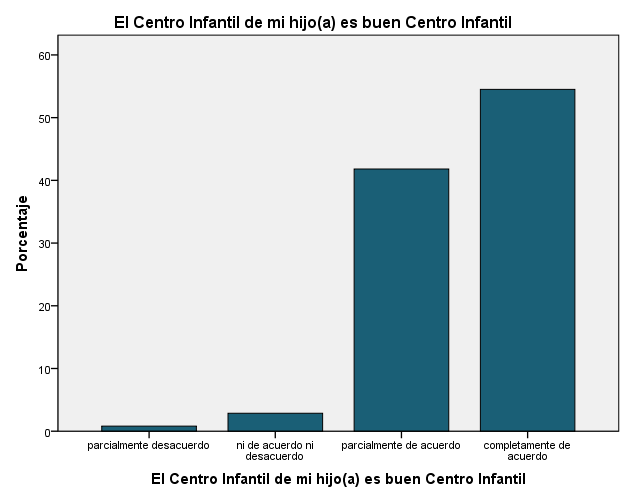 El Centro Infantil de mi hijo(a) es buen Centro Infantil
60
50
40
30
20
10
0
Porcentaje
parcialmente desacuerdo
ni de acuerdo ni
desacuerdo
parcialmente de acuerdo
completamente de
acuerdo
El Centro Infantil de mi hijo(a) es buen Centro Infantil